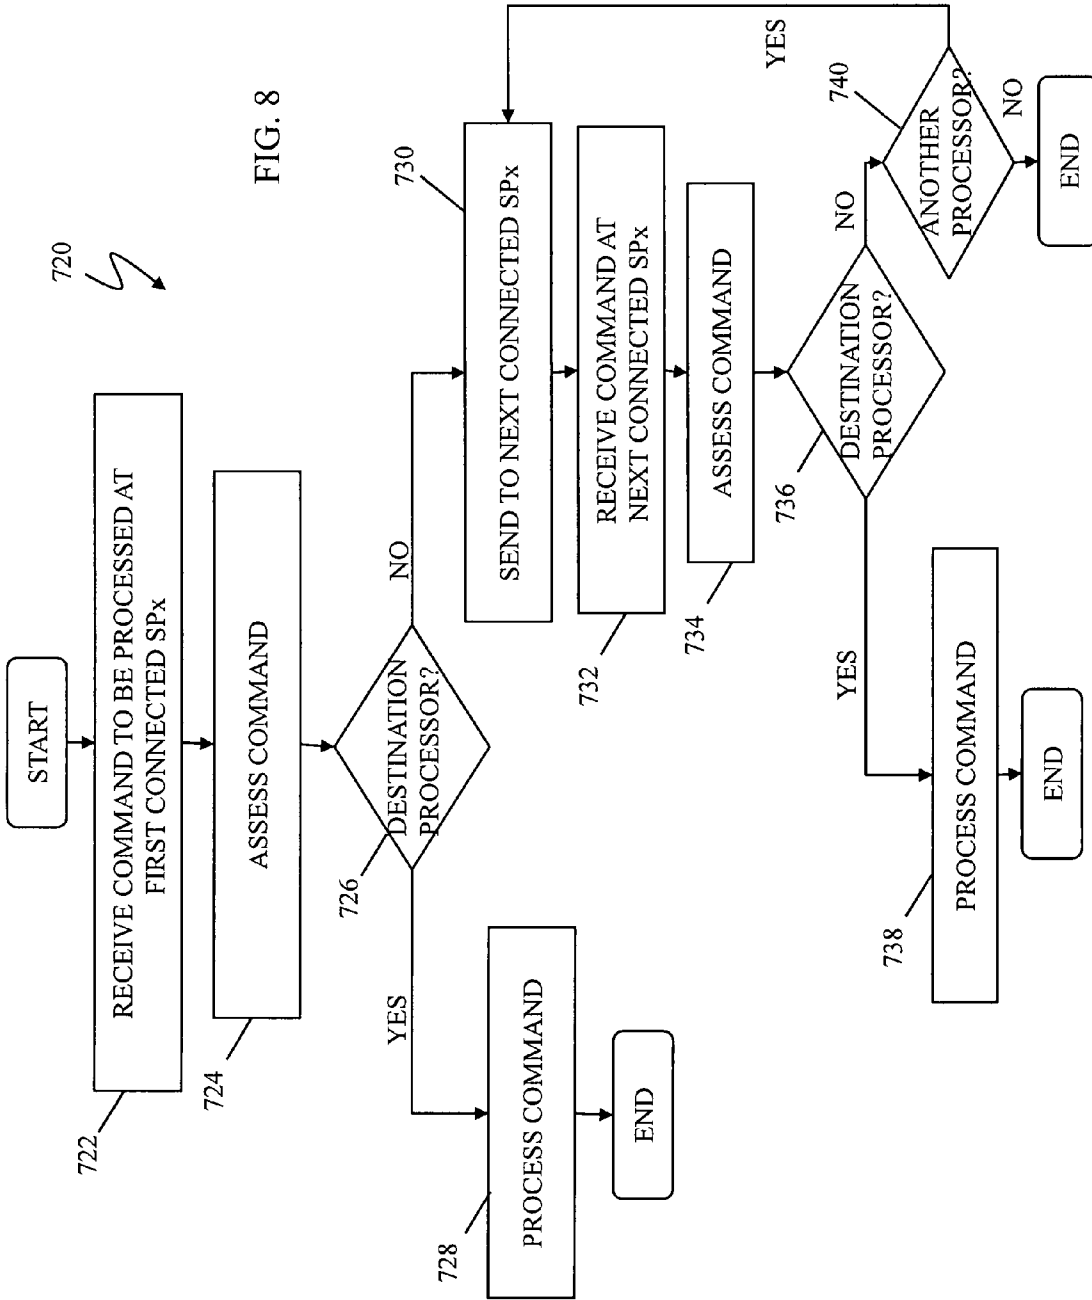 FIG. 8
720
START
RECEIVE COMMAND TO BE PROCESSED AT
FIRST CONNECTED SPx
722
ASSESS COMMAND
724
DESTINATION
PROCESSOR?
726
YES
NO
PROCESS COMMAND
728
END
SEND TO NEXT CONNECTED SPx
730
RECEIVE COMMAND AT
NEXT CONNECTED SPx
732
ASSESS COMMAND
734
DESTINATION
PROCESSOR?
736
YES
NO
PROCESS COMMAND
738
END
ANOTHER
PROCESSOR?
740
YES
NO
END